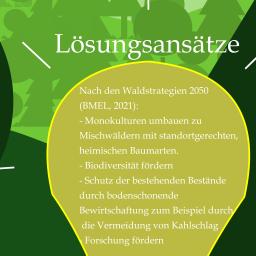 Lösungsansätze
Nach den Waldstrategien 2050
(BMEL, 2021):
- Monokulturen umbauen zu
Mischwäldern mit standortgerechten,
heimischen Baumarten.
- Biodiversität fördern
- Schutz der bestehenden Bestände
durch bodenschonende
Bewirtschaftung zum Beispiel durch
die Vermeidung von Kahlschlag
Forschung fördern